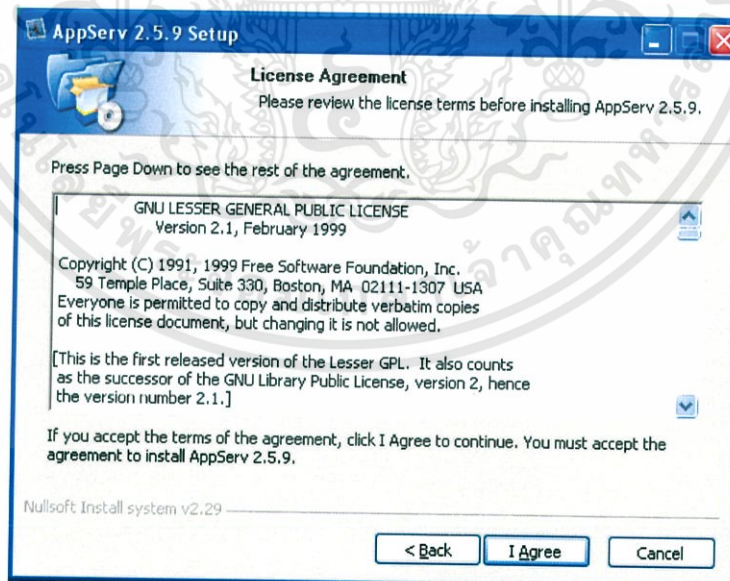 AppServ 2.5.9 Setup
License Agreement
Please review the license terms before installing AppServ 2.5.9.
Press Page Down to see the rest of the agreement.
GNU LESSER GENERAL PUBLIC LICENSE
Version 2.1, February 1999
Copyright (C) 1991, 1999 Free Software Foundation, Inc.
59 Temple Place, Suite 330, Boston, MA 02111-1307 USA
Everyone is permitted to copy and distribute verbatim copies
of this license document, but changing it is not allowed.
[This is the first released version of the Lesser GPL. It also counts
as the successor of the GNU Library Public License, version 2, hence
the version number 2.1.]
If you accept the terms of the agreement, click I Agree to continue. You must accept the
agreement to install AppServ 2.5.9.
Nullsoft Install system v2.29
< Back
I Agree
Cancel